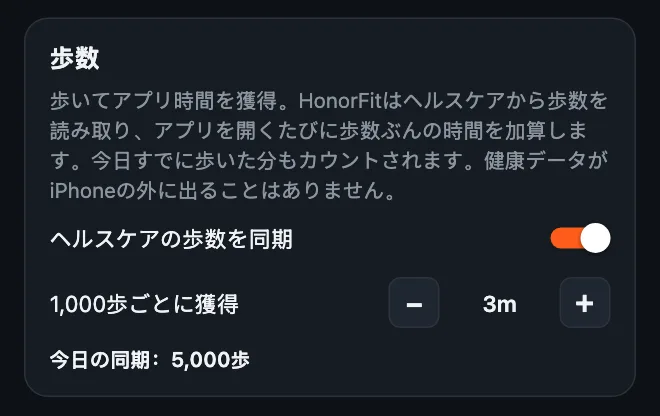 歩数
歩いてアプリ時間を獲得。HonorFitはヘルスケアから歩数を
読み取り、アプリを開くたびに歩数ぶんの時間を加算しま
す。今日すでに歩いた分もカウントされます。健康データが
iPhoneの外に出ることはありません。
ヘルスケアの歩数を同期
1,000歩ごとに獲得 − 3m +
今日の同期：5,000歩